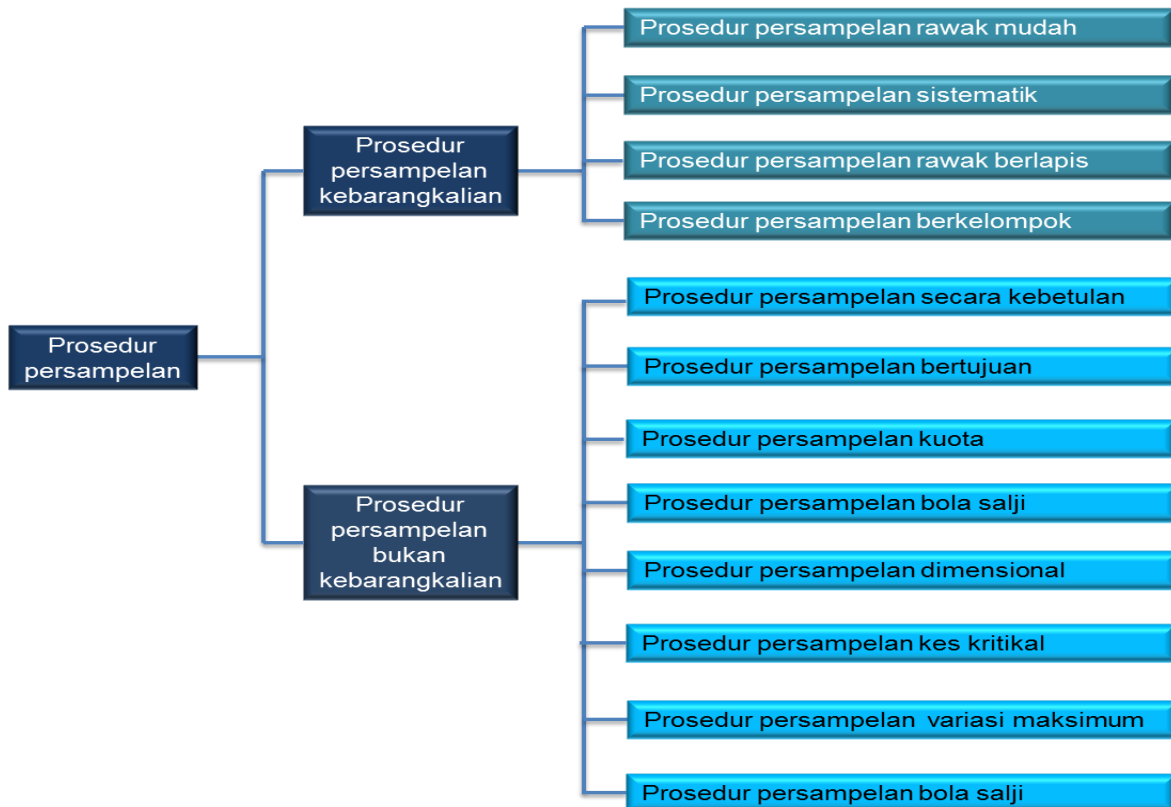 Prosedur
persampelan
Prosedur
persampelan
kebarangkalian
Prosedur persampelan rawak mudah
Prosedur persampelan sistematik
Prosedur persampelan rawak berlapis
Prosedur persampelan berkelompok
Prosedur
persampelan
bukan
kebarangkalian
Prosedur persampelan secara kebetulan
Prosedur persampelan bertujuan
Prosedur persampelan kuota
Prosedur persampelan bola salji
Prosedur persampelan dimensional
Prosedur persampelan kes kritikal
Prosedur persampelan variasi maksimum
Prosedur persampelan bola salji